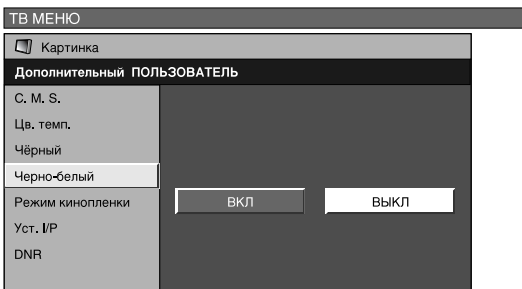 ТВ МЕНЮ
Картинка
Дополнительный ПОЛЬЗОВАТЕЛЬ
C. M. S.
Цв. темп.
Чёрный
Черно-белый
ВКЛ ВЫКЛ
Режим кинопленки
Уст. I/P
DNR